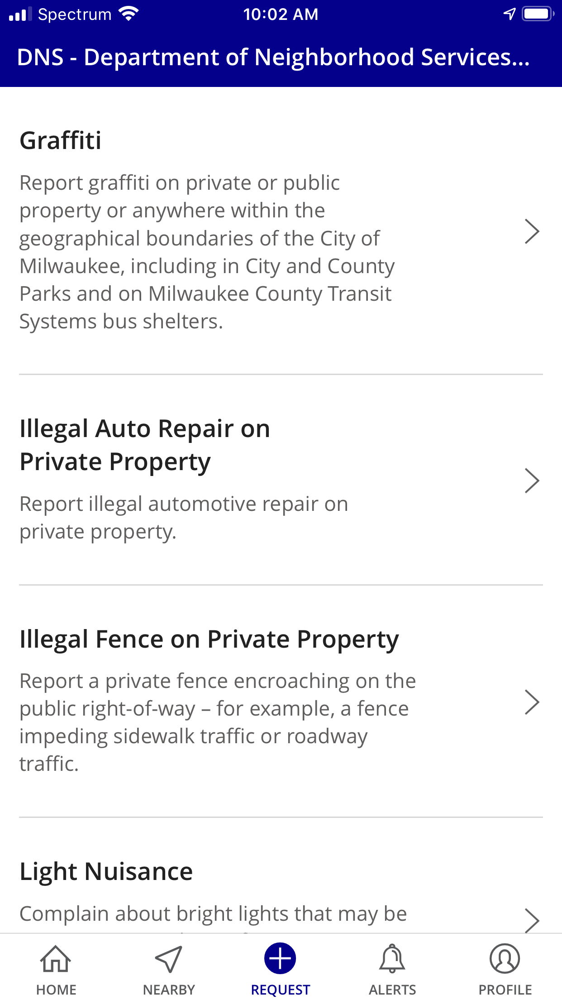 Spectrum 10:02 AM
DNS - Department of Neighborhood Services...
Graffiti
Report graffiti on private or public
property or anywhere within the
geographical boundaries of the City of
Milwaukee, including in City and County
Parks and on Milwaukee County Transit
Systems bus shelters.
Illegal Auto Repair on
Private Property
Report illegal automotive repair on
private property.
Illegal Fence on Private Property
Report a private fence encroaching on the
public right-of-way – for example, a fence
impeding sidewalk traffic or roadway
traffic.
Light Nuisance
Complain about bright lights that may be
HOME NEARBY REQUEST ALERTS PROFILE